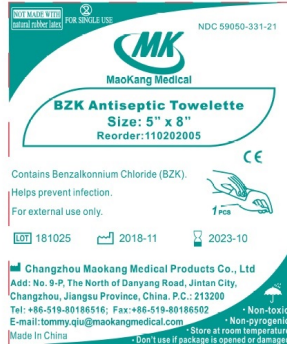 NOT MADE WITH
natural rubber latex
FOR SINGLE USE
NDC 59050-331-21
MK
MaoKang Medical
BZK Antiseptic Towelette
Size: 5” x 8”
Reorder:110202005
CE
Contains Benzalkonnium Chloride (BZK).
Helps prevent infection.
For external use only.
1 PCS
LOT 181025
2018-11
2023-10
Changzhou Maokang Medical Products Co., Ltd
Add: No. 9-P, The North of Danyang Road, Jintan City,
Changzhou, Jiangsu Province, China. P.C.: 213200
Tel: +86-519-80186516; Fax:+86-519-80186502
E-mail:tommy.qiu@maokangmedical.com
Made In China
• Non-toxic
• Non-pyrogenic
• Store at room temperature
• Don't use if package is opened or damaged